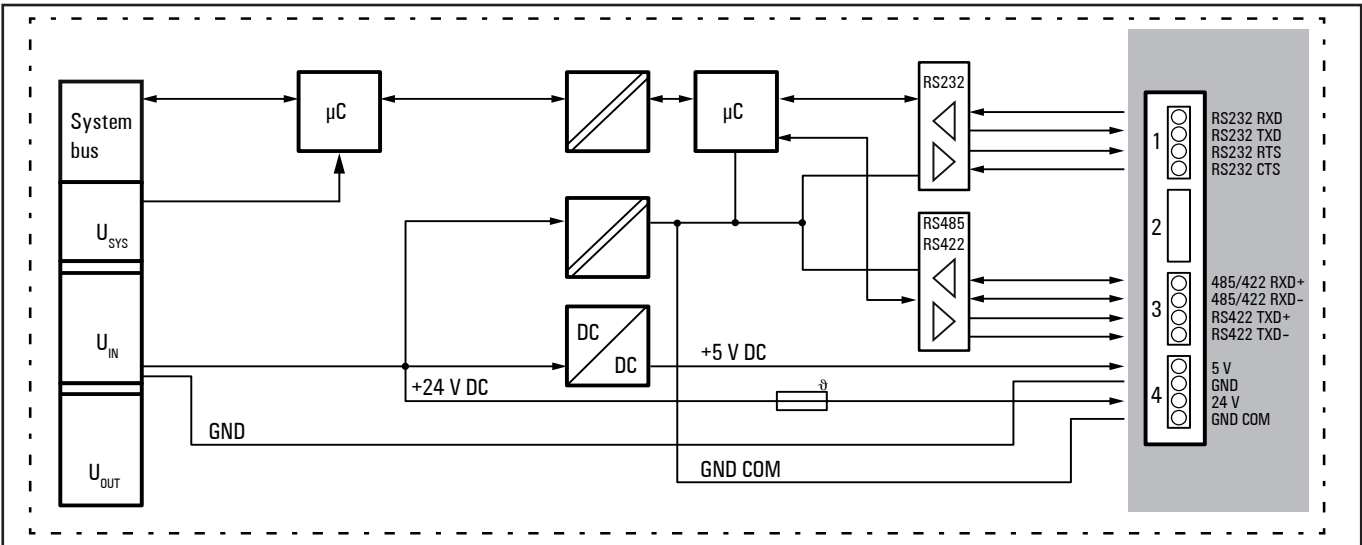 System
bus
U_SYS
U_IN
U_OUT
µC
µC
RS232
RS485
RS422
DC
DC
+5 V DC
+24 V DC
ϑ
GND
GND COM
1
RS232 RXD
RS232 TXD
RS232 RTS
RS232 CTS
2
3
485/422 RXD+
485/422 RXD-
RS422 TXD+
RS422 TXD-
4
5 V
GND
24 V
GND COM